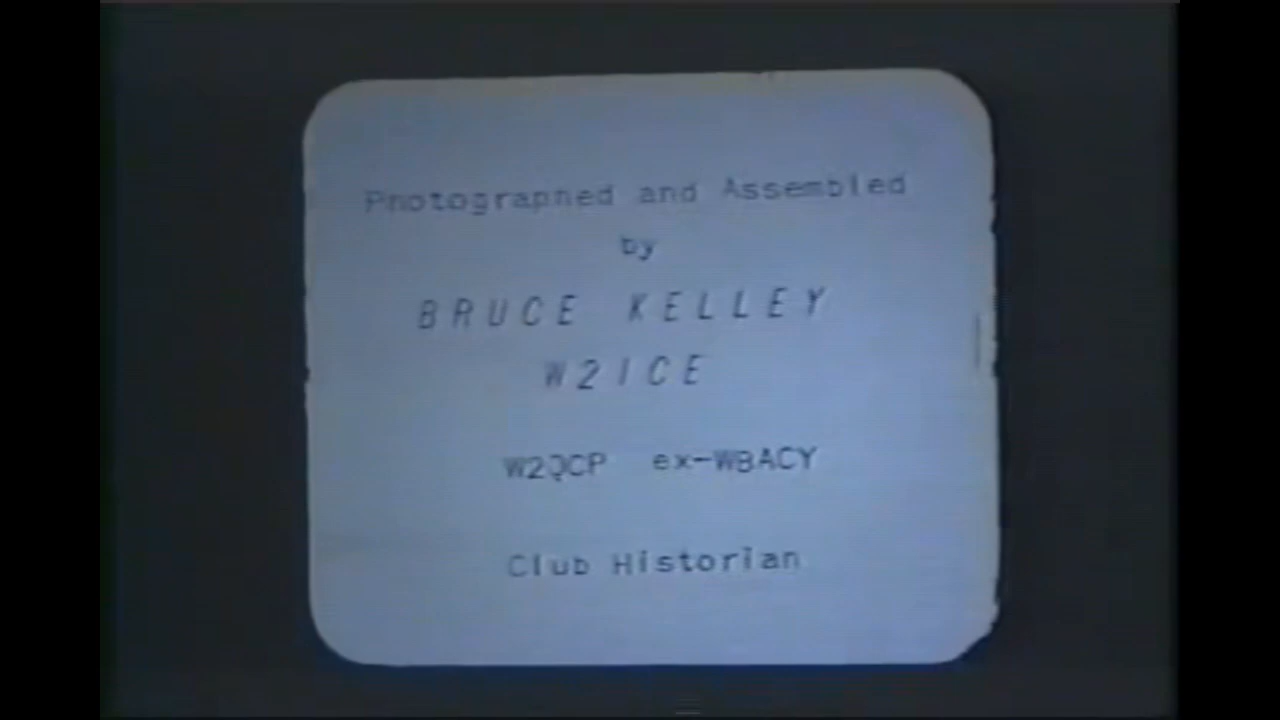 Photographed and Assembled
by
BRUCE KELLEY
W2ICE
W2QCP ex-W8ACY
Club Historian